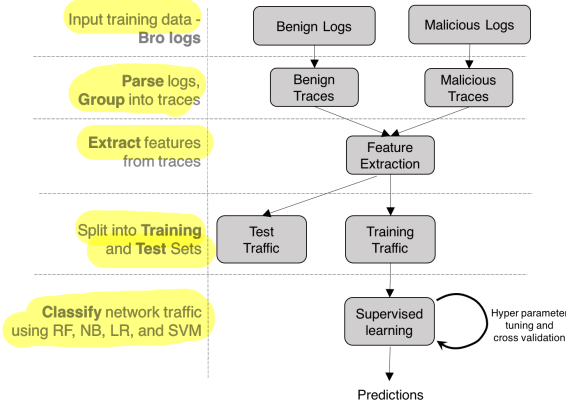 Input training data -
Bro logs
Benign Logs
Malicious Logs
Parse logs,
Group into traces
Benign
Traces
Malicious
Traces
Extract features
from traces
Feature
Extraction
Split into Training
and Test Sets
Test
Traffic
Training
Traffic
Classify network traffic
using RF, NB, LR, and SVM
Supervised
learning
Hyper parameter
tuning and
cross validation
Predictions